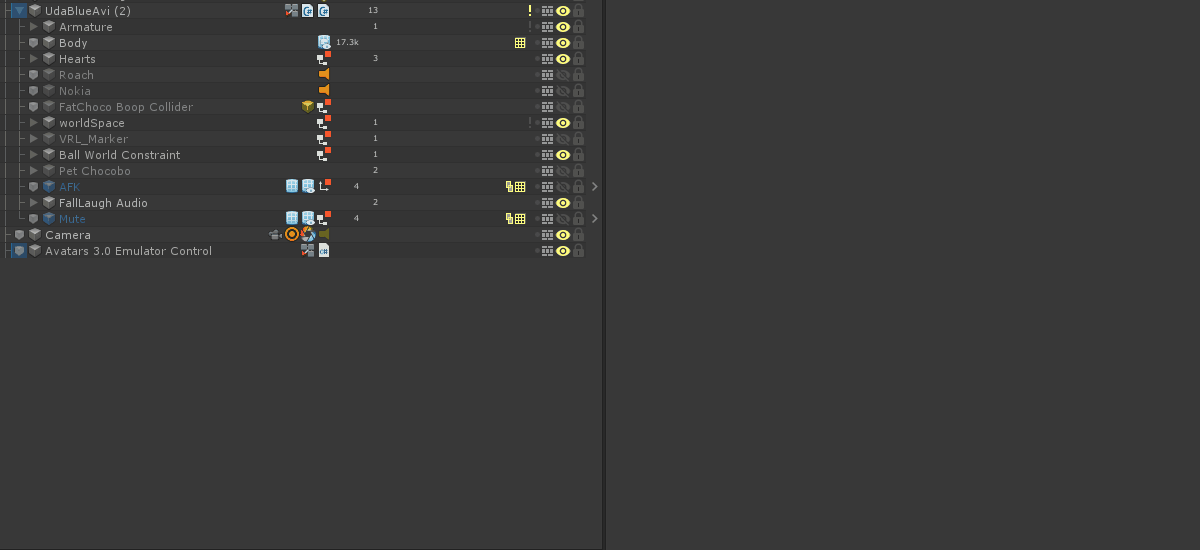 UdaBlueAvi (2) 13
Armature 1
Body 17.3k
Hearts 3
Roach
Nokia
FatChoco Boop Collider
worldSpace 1
VRL_Marker 1
Ball World Constraint 1
Pet Chocobo 2
AFK 4
FallLaugh Audio 2
Mute 4
Camera
Avatars 3.0 Emulator Control